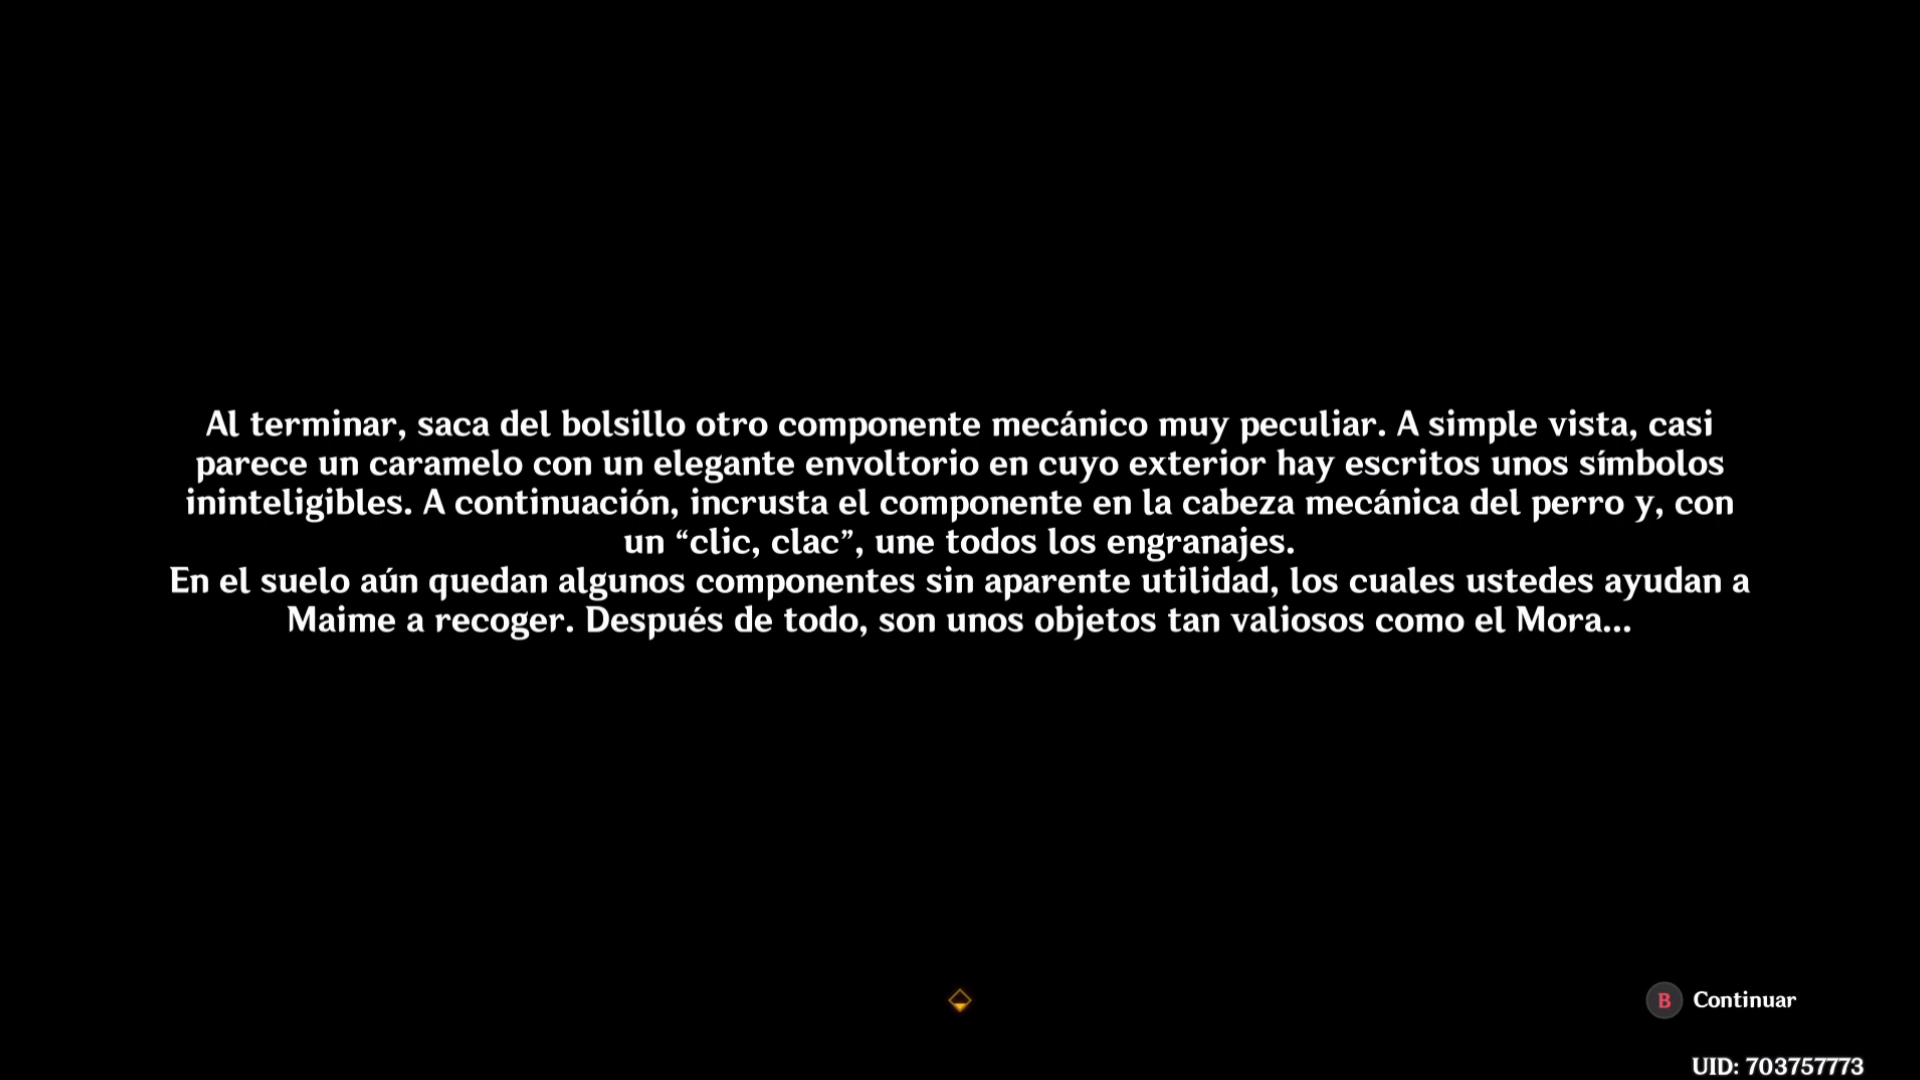 Al terminar, saca del bolsillo otro componente mecánico muy peculiar. A simple vista, casi
parece un caramelo con un elegante envoltorio en cuyo exterior hay escritos unos símbolos
ininteligibles. A continuación, incrusta el componente en la cabeza mecánica del perro y, con
un “clic, clac”, une todos los engranajes.
En el suelo aún quedan algunos componentes sin aparente utilidad, los cuales ustedes ayudan a
Maime a recoger. Después de todo, son unos objetos tan valiosos como el Mora...
B Continuar
UID: 703757773